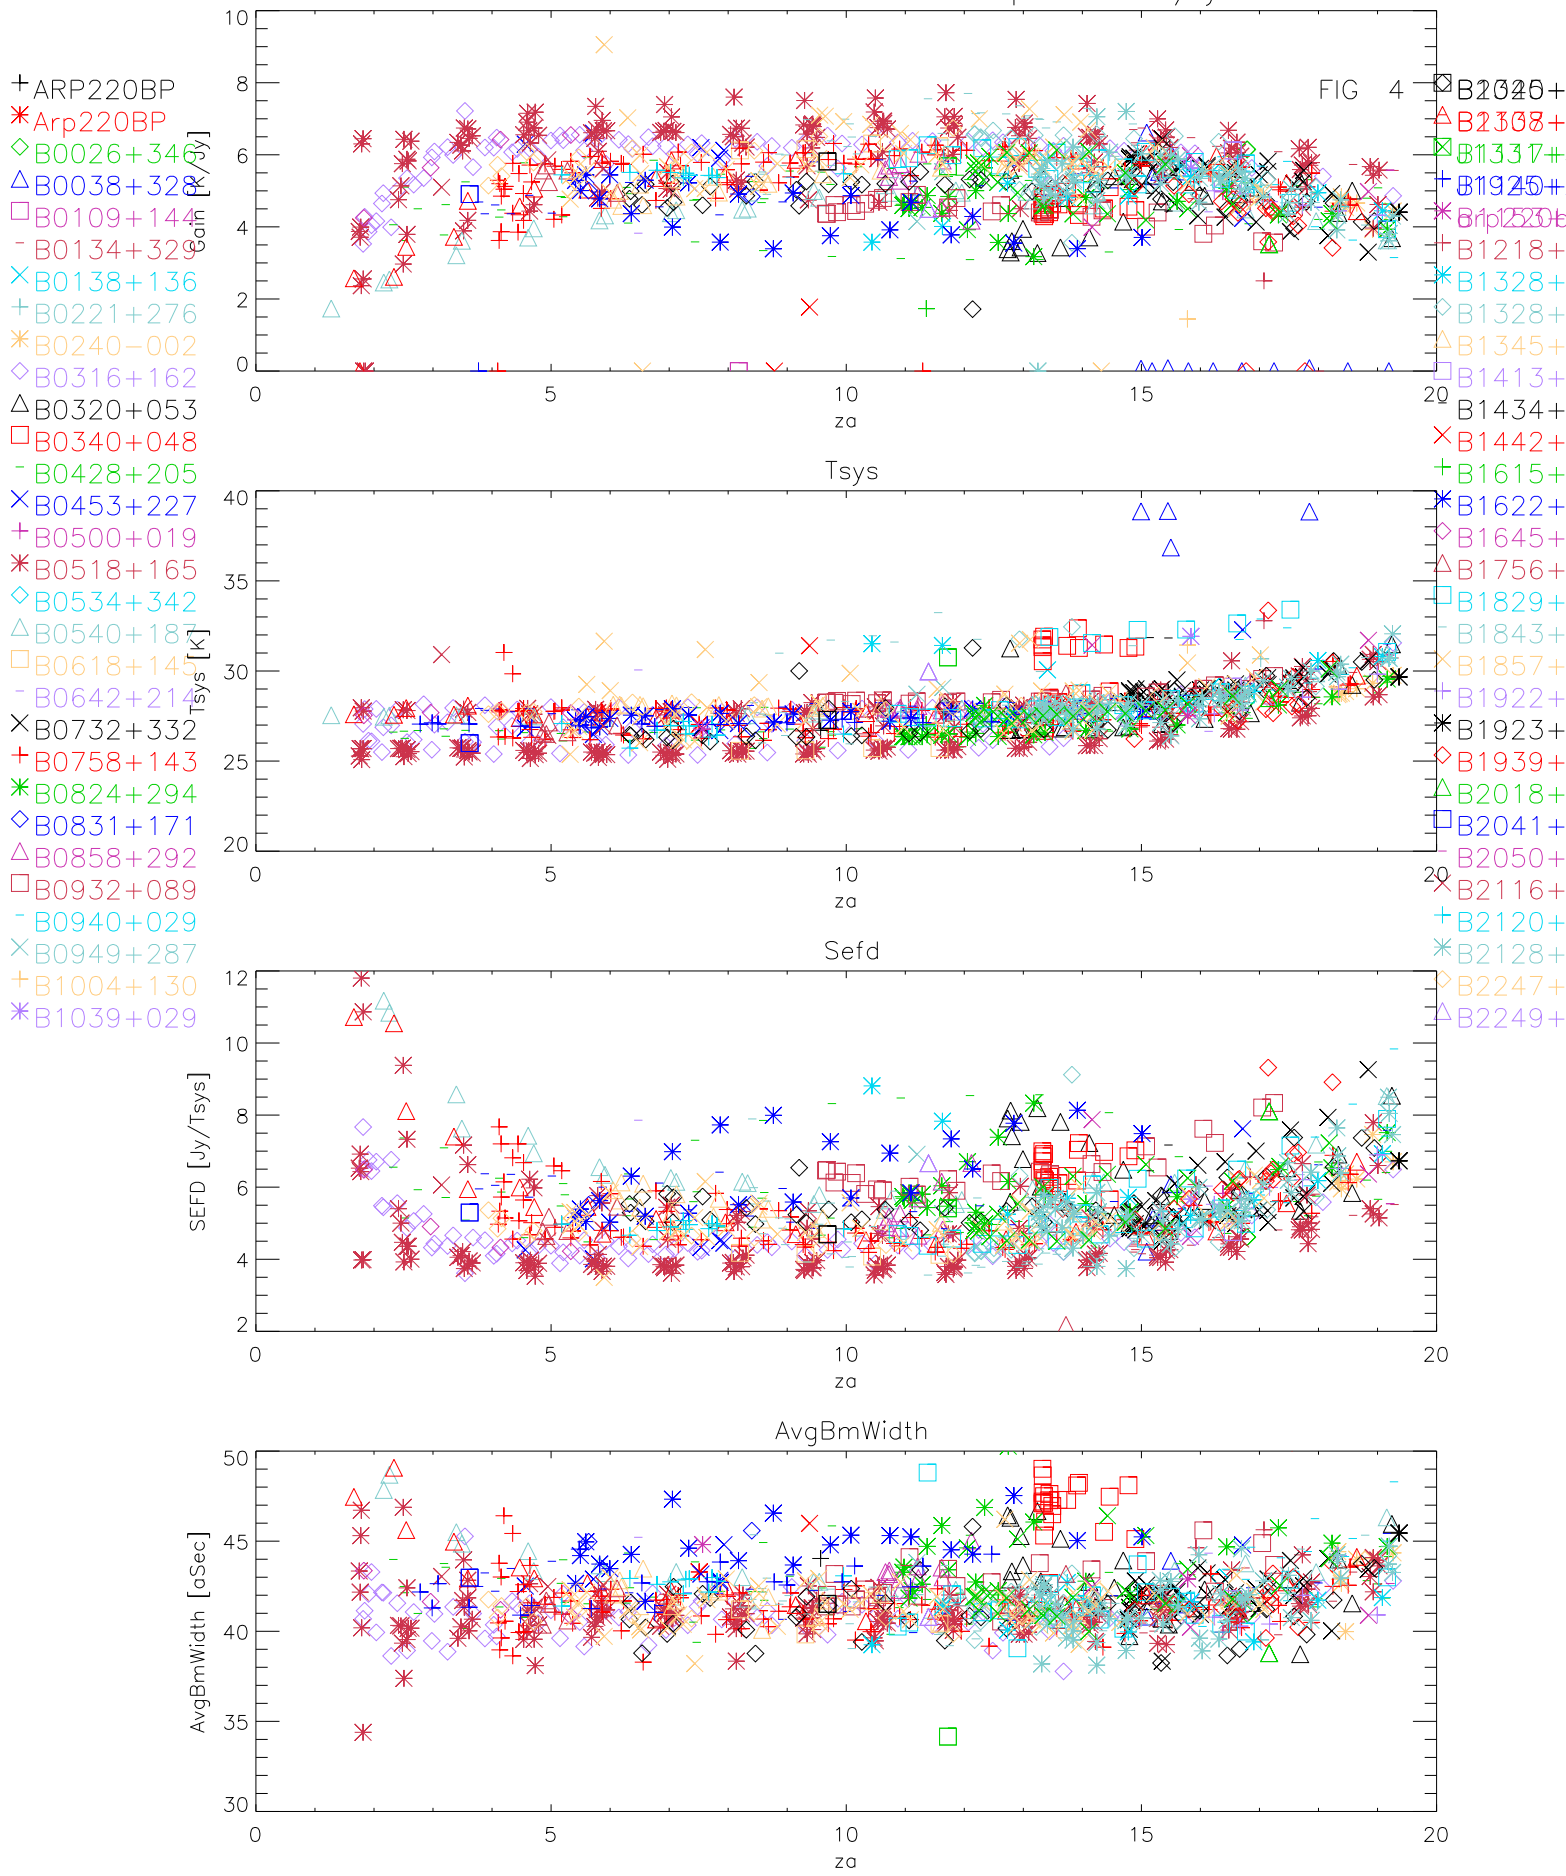 FIG 4
10
8
6
4
2
0
Gain [K/Jy]
0 5 10 15 20
za
Tsys
40
35
30
25
20
Tsys [K]
0 5 10 15 20
za
Sefd
12
10
8
6
4
2
SEFD [Jy/Tsys]
0 5 10 15 20
za
AvgBmWidth
50
45
40
35
30
AvgBmWidth [aSec]
0 5 10 15 20
za
ARP220BP
Arp220BP
B0026+346
B0038+328
B0109+144
B0134+329
B0138+136
B0221+276
B0240-002
B0316+162
B0320+053
B0340+048
B0428+205
B0453+227
B0500+019
B0518+165
B0534+342
B0540+187
B0618+145
B0642+214
B0732+332
B0758+143
B0824+294
B0831+171
B0858+292
B0932+089
B0940+029
B0949+287
B1004+130
B1039+029
B1218+
B1328+
B1328+
B1345+
B1413+
B1434+
B1442+
B1615+
B1622+
B1645+
B1756+
B1829+
B1843+
B1857+
B1922+
B1923+
B1939+
B2018+
B2041+
B2050+
B2116+
B2120+
B2128+
B2247+
B2249+